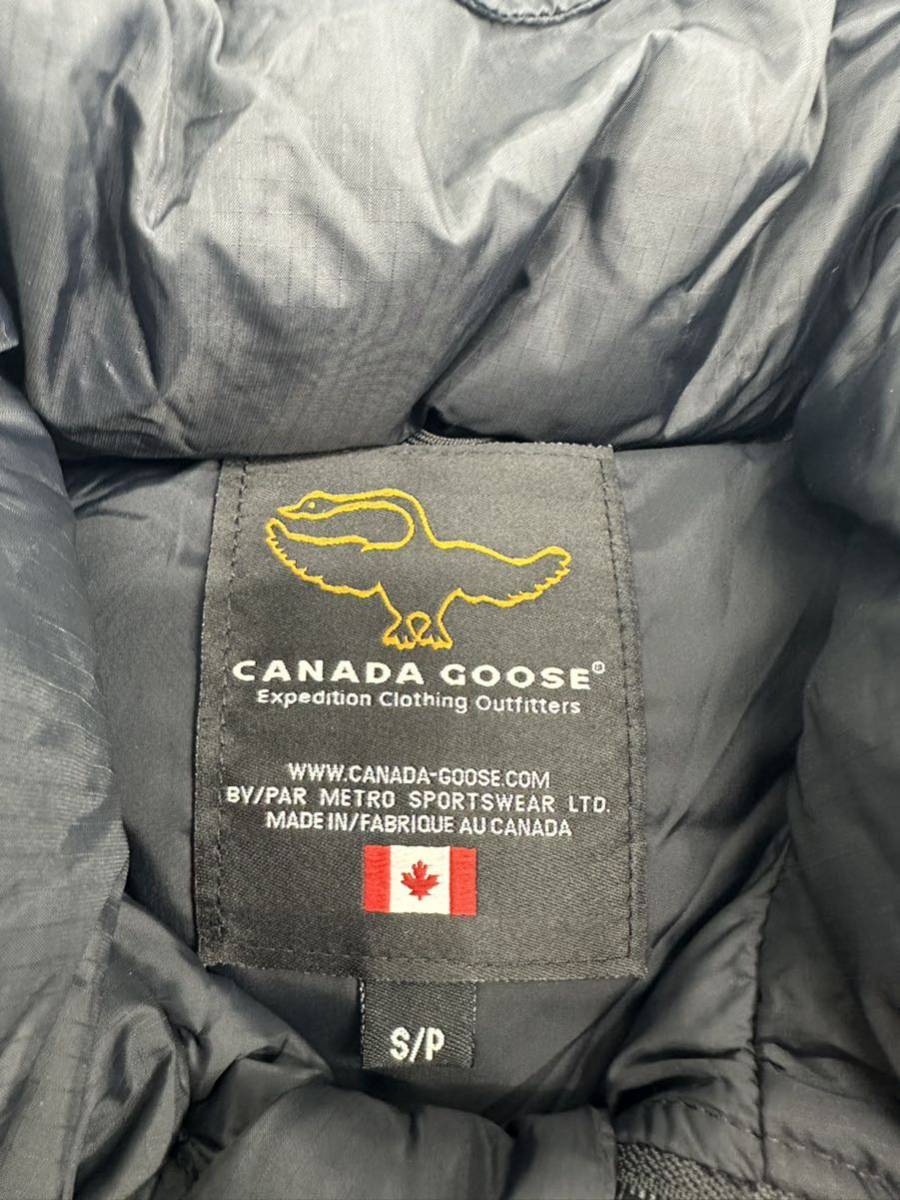 CANADA GOOSE®
Expedition Clothing Outfitters
WWW.CANADA-GOOSE.COM
BY/PAR METRO SPORTSWEAR LTD.
MADE IN/FABRIQUE AU CANADA
S/P